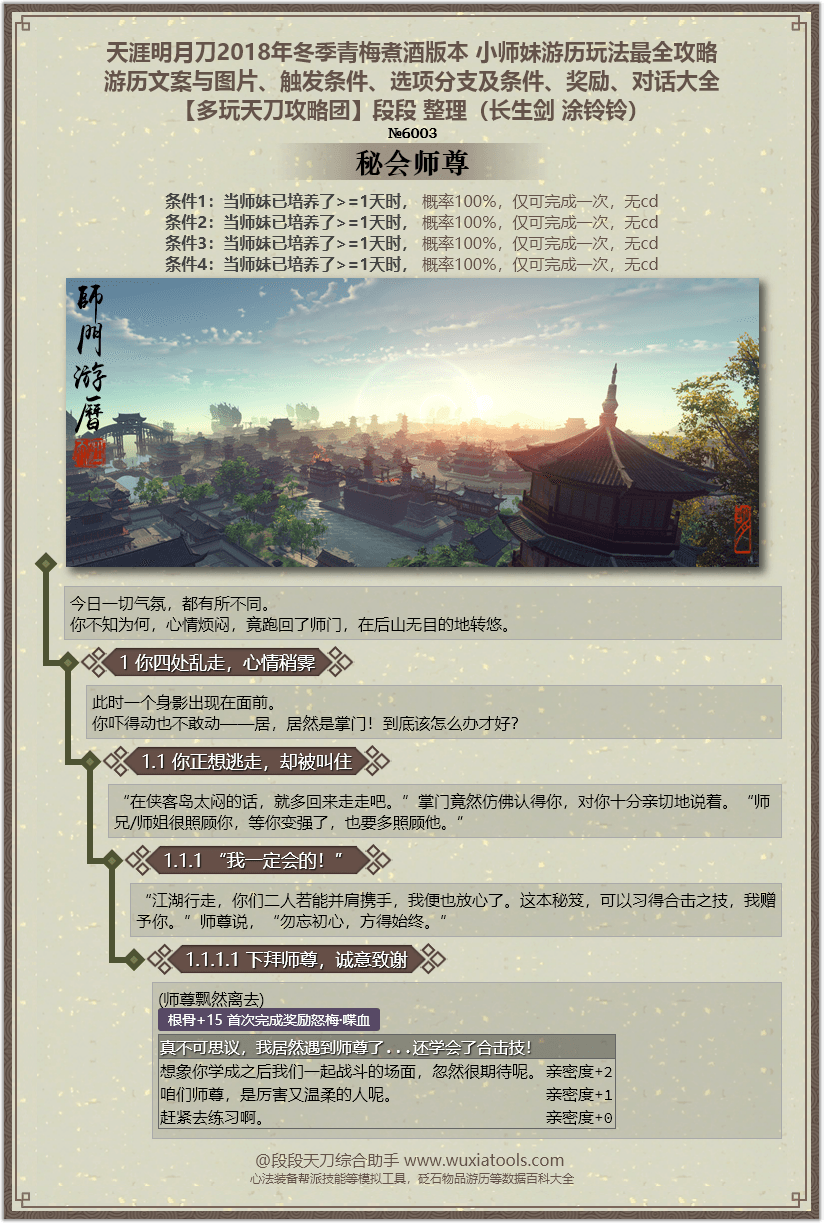 天涯明月刀2018年冬季青梅煮酒版本 小师妹游历玩法最全攻略
游历文案与图片、触发条件、选项分支及条件、奖励、对话大全
【多玩天刀攻略团】段段 整理（长生剑 涂铃铃）
№6003
秘会师尊
条件1：当师妹已培养了>=1天时， 概率100%，仅可完成一次，无cd
条件2：当师妹已培养了>=1天时， 概率100%，仅可完成一次，无cd
条件3：当师妹已培养了>=1天时， 概率100%，仅可完成一次，无cd
条件4：当师妹已培养了>=1天时， 概率100%，仅可完成一次，无cd
師門游曆
今日一切气氛，都有所不同。
你不知为何，心情烦闷，竟跑回了师门，在后山无目的地转悠。
1 你四处乱走，心情稍霁
此时一个身影出现在面前。
你吓得动也不敢动——居，居然是掌门！到底该怎么办才好？
1.1 你正想逃走，却被叫住
“在侠客岛太闷的话，就多回来走走吧。”掌门竟然仿佛认得你，对你十分亲切地说着。“师
兄/师姐很照顾你，等你变强了，也要多照顾他。“
1.1.1 “我一定会的！”
“江湖行走，你们二人若能并肩携手，我便也放心了。这本秘笈，可以习得合击之技，我赠
予你。”师尊说，“勿忘初心，方得始终。“
1.1.1.1 下拜师尊，诚意致谢
(师尊飘然离去)
根骨+15 首次完成奖励怒梅·喋血
真不可思议，我居然遇到师尊了...还学会了合击技！
想象你学成之后我们一起战斗的场面，忽然很期待呢。 亲密度+2
咱们师尊，是厉害又温柔的人呢。 亲密度+1
赶紧去练习啊。 亲密度+0
@段段天刀综合助手 www.wuxiatools.com
心法装备帮派技能等模拟工具，砭石物品游历等数据百科大全